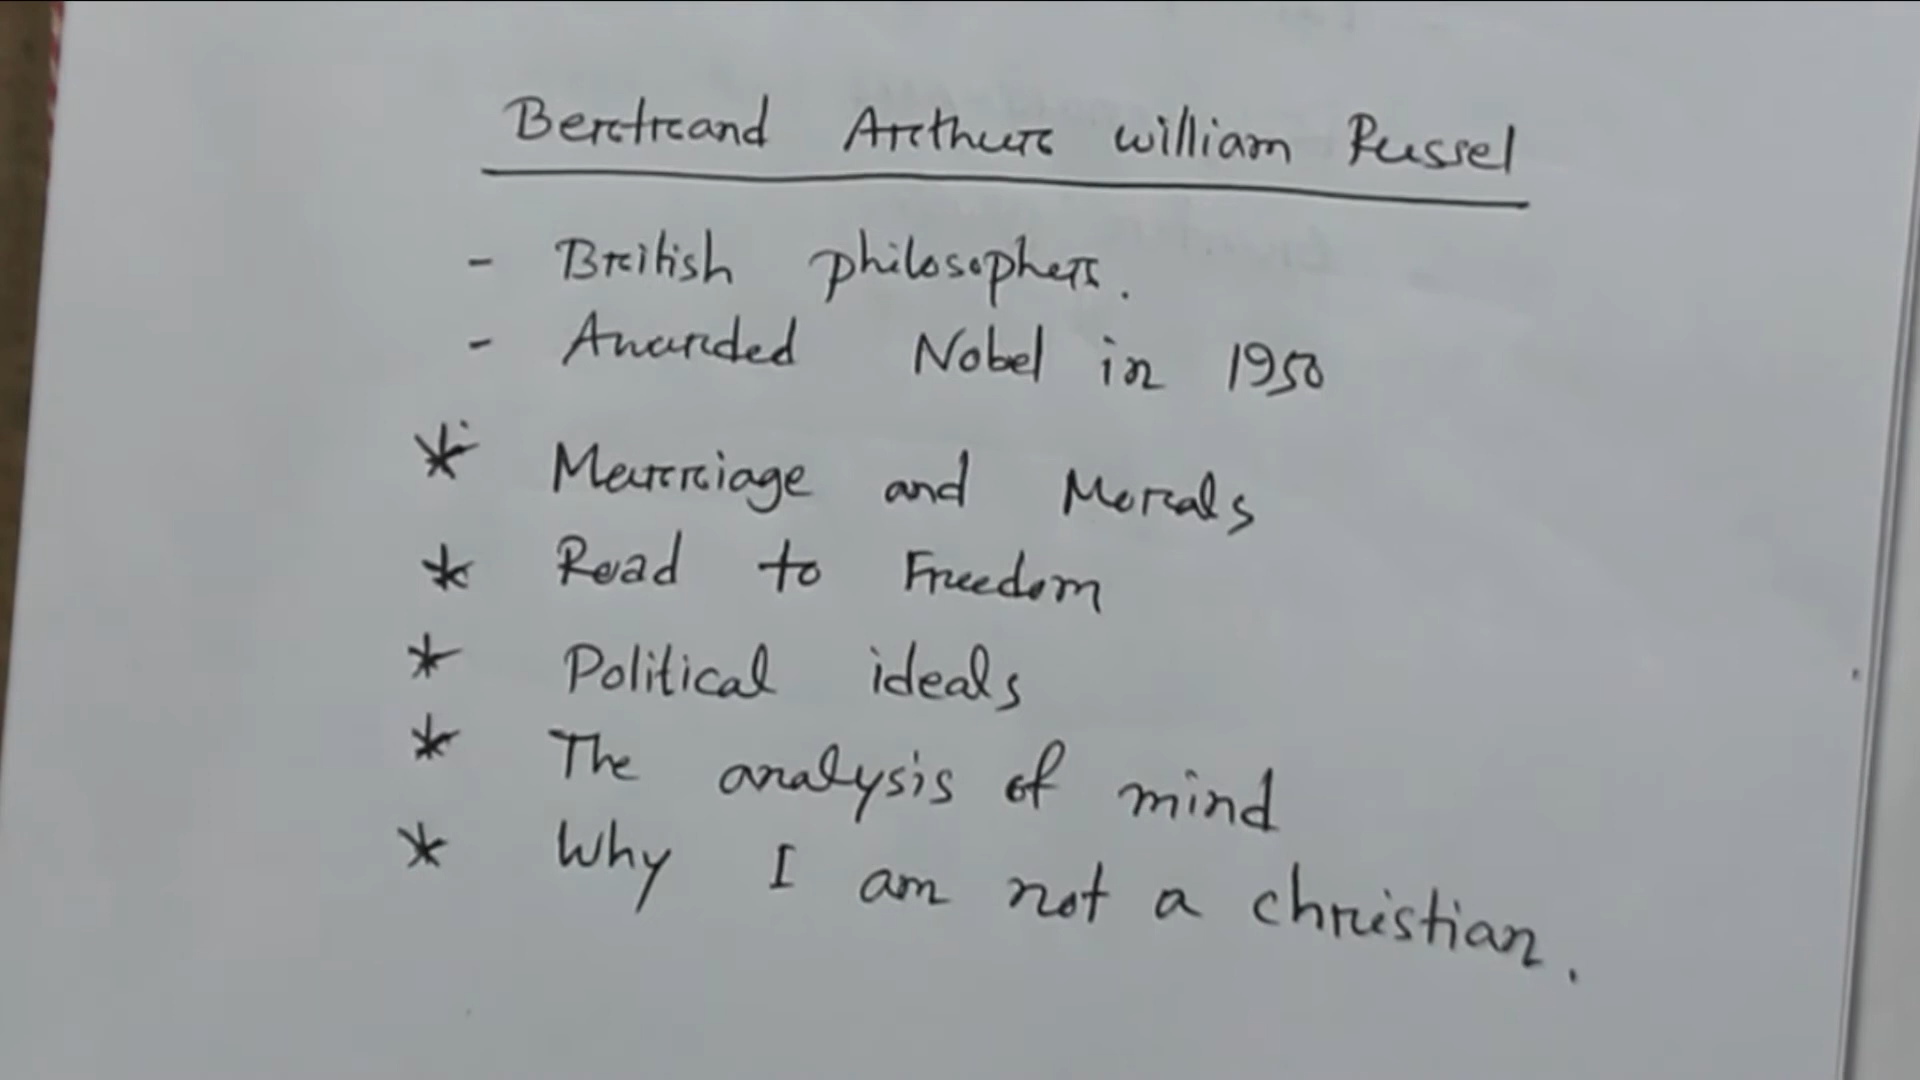 Bertrand Arthur william Russel
- British philosopher.
- Awarded Nobel in 1950
* Marriage and Morals
* Road to Freedom
* Political ideals
* The analysis of mind
* Why I am not a christian.